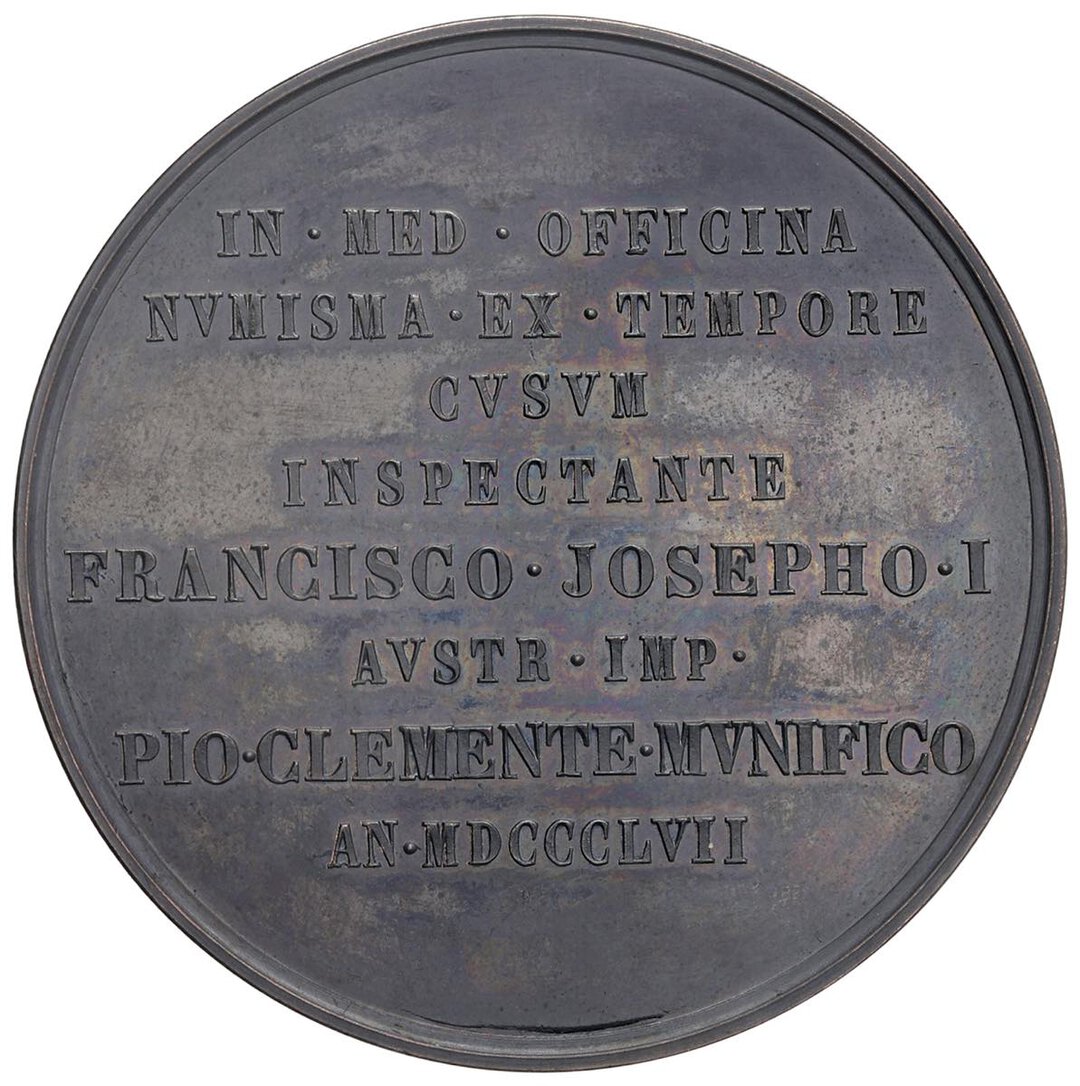 IN · MED · OFFICINA
NVMISMA · EX · TEMPORE
CVSVM
INSPECTANTE
FRANCISCO · JOSEPHO · I
AVSTR · IMP ·
PIO · CLEMENTE · MVNIFICO
AN · MDCCCLVII